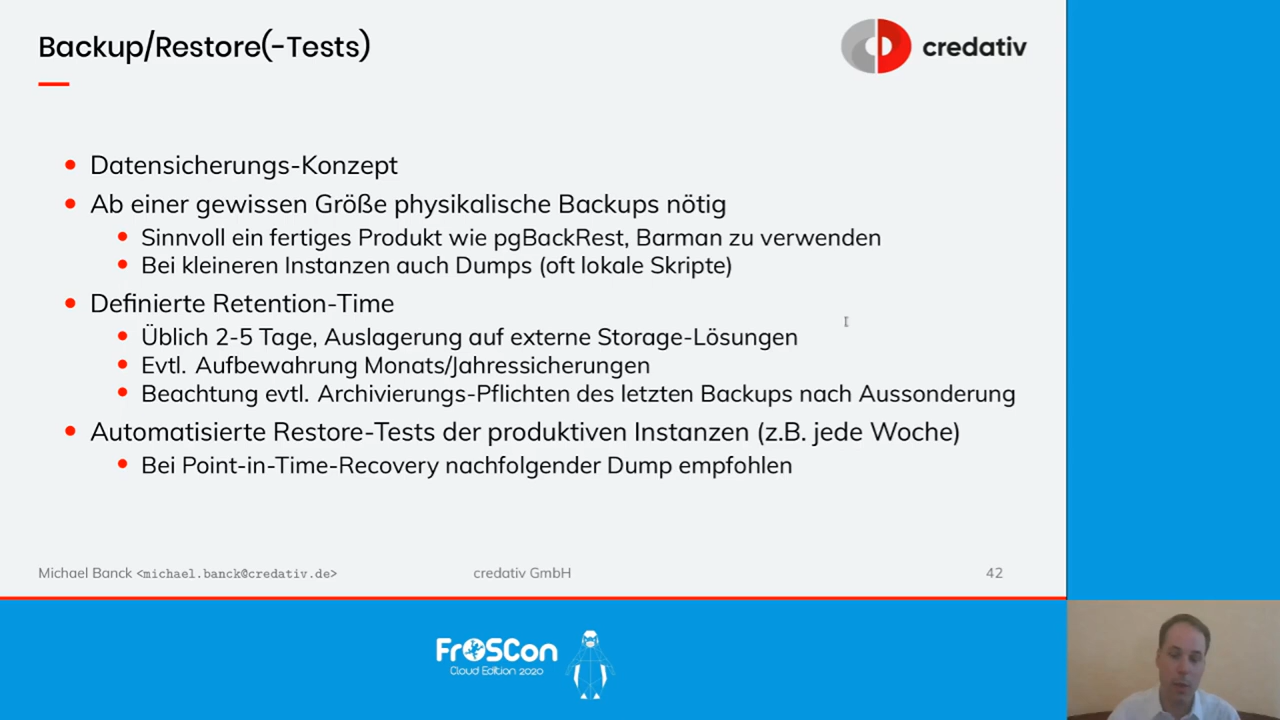 Backup/Restore(-Tests)
credativ
Datensicherungs-Konzept
Ab einer gewissen Größe physikalische Backups nötig
Sinnvoll ein fertiges Produkt wie pgBackRest, Barman zu verwenden
Bei kleineren Instanzen auch Dumps (oft lokale Skripte)
Definierte Retention-Time
Üblich 2-5 Tage, Auslagerung auf externe Storage-Lösungen
Evtl. Aufbewahrung Monats/Jahressicherungen
Beachtung evtl. Archivierungs-Pflichten des letzten Backups nach Aussonderung
Automatisierte Restore-Tests der produktiven Instanzen (z.B. jede Woche)
Bei Point-in-Time-Recovery nachfolgender Dump empfohlen
Michael Banck <michael.banck@credativ.de> credativ GmbH 42
FrOSCon
Cloud Edition 2020